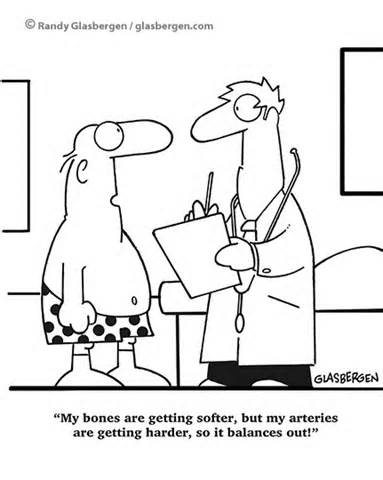 © Randy Glasbergen / glasbergen.com
GLASBERGEN
“My bones are getting softer, but my arteries
are getting harder, so it balances out!”